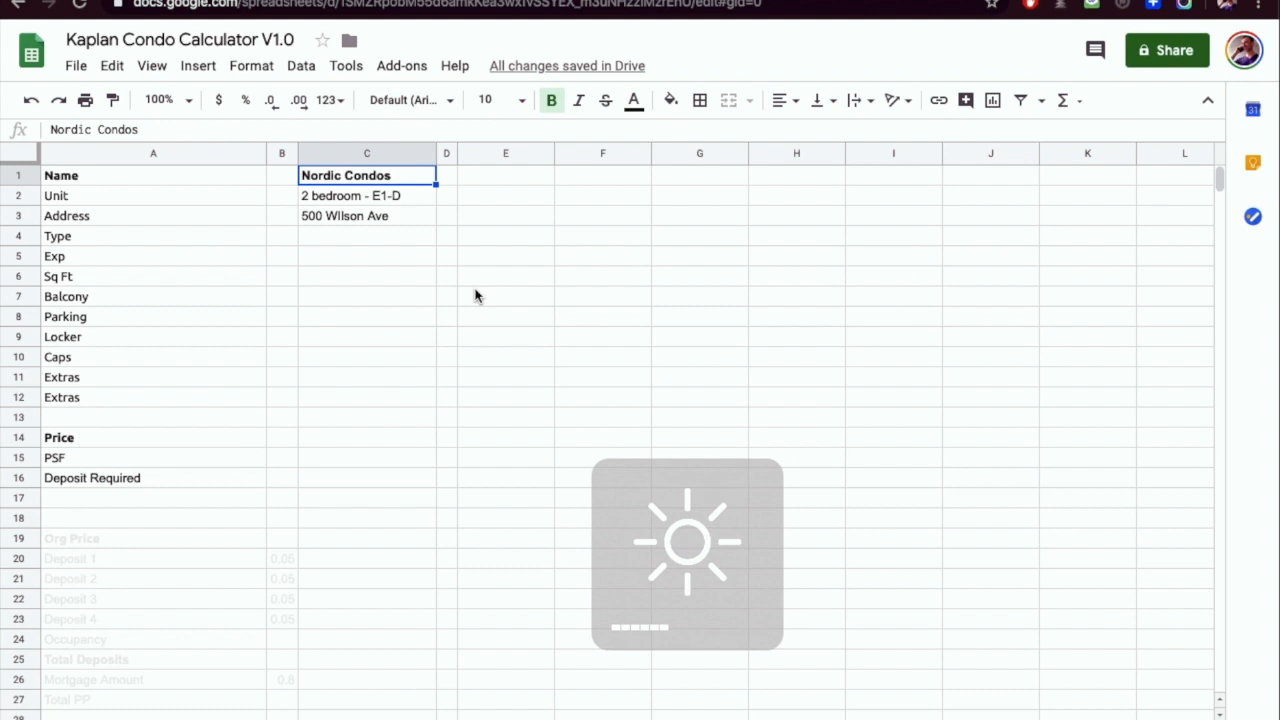 Kaplan Condo Calculator V1.0
File Edit View Insert Format Data Tools Add-ons Help All changes saved in Drive
Share
100% $ % .0 .00 123 Default (Ari... 10 B I S A
fx Nordic Condos
A B C D E F G H I J K L
1 Name Nordic Condos
2 Unit 2 bedroom - E1-D
3 Address 500 WIlson Ave
4 Type
5 Exp
6 Sq Ft
7 Balcony
8 Parking
9 Locker
10 Caps
11 Extras
12 Extras
13
14 Price
15 PSF
16 Deposit Required
17
18
19 Org Price
20 Deposit 1 0.05
21 Deposit 2 0.05
22 Deposit 3 0.05
23 Deposit 4 0.05
24 Occupancy
25 Total Deposits
26 Mortgage Amount 0.8
27 Total PP
31